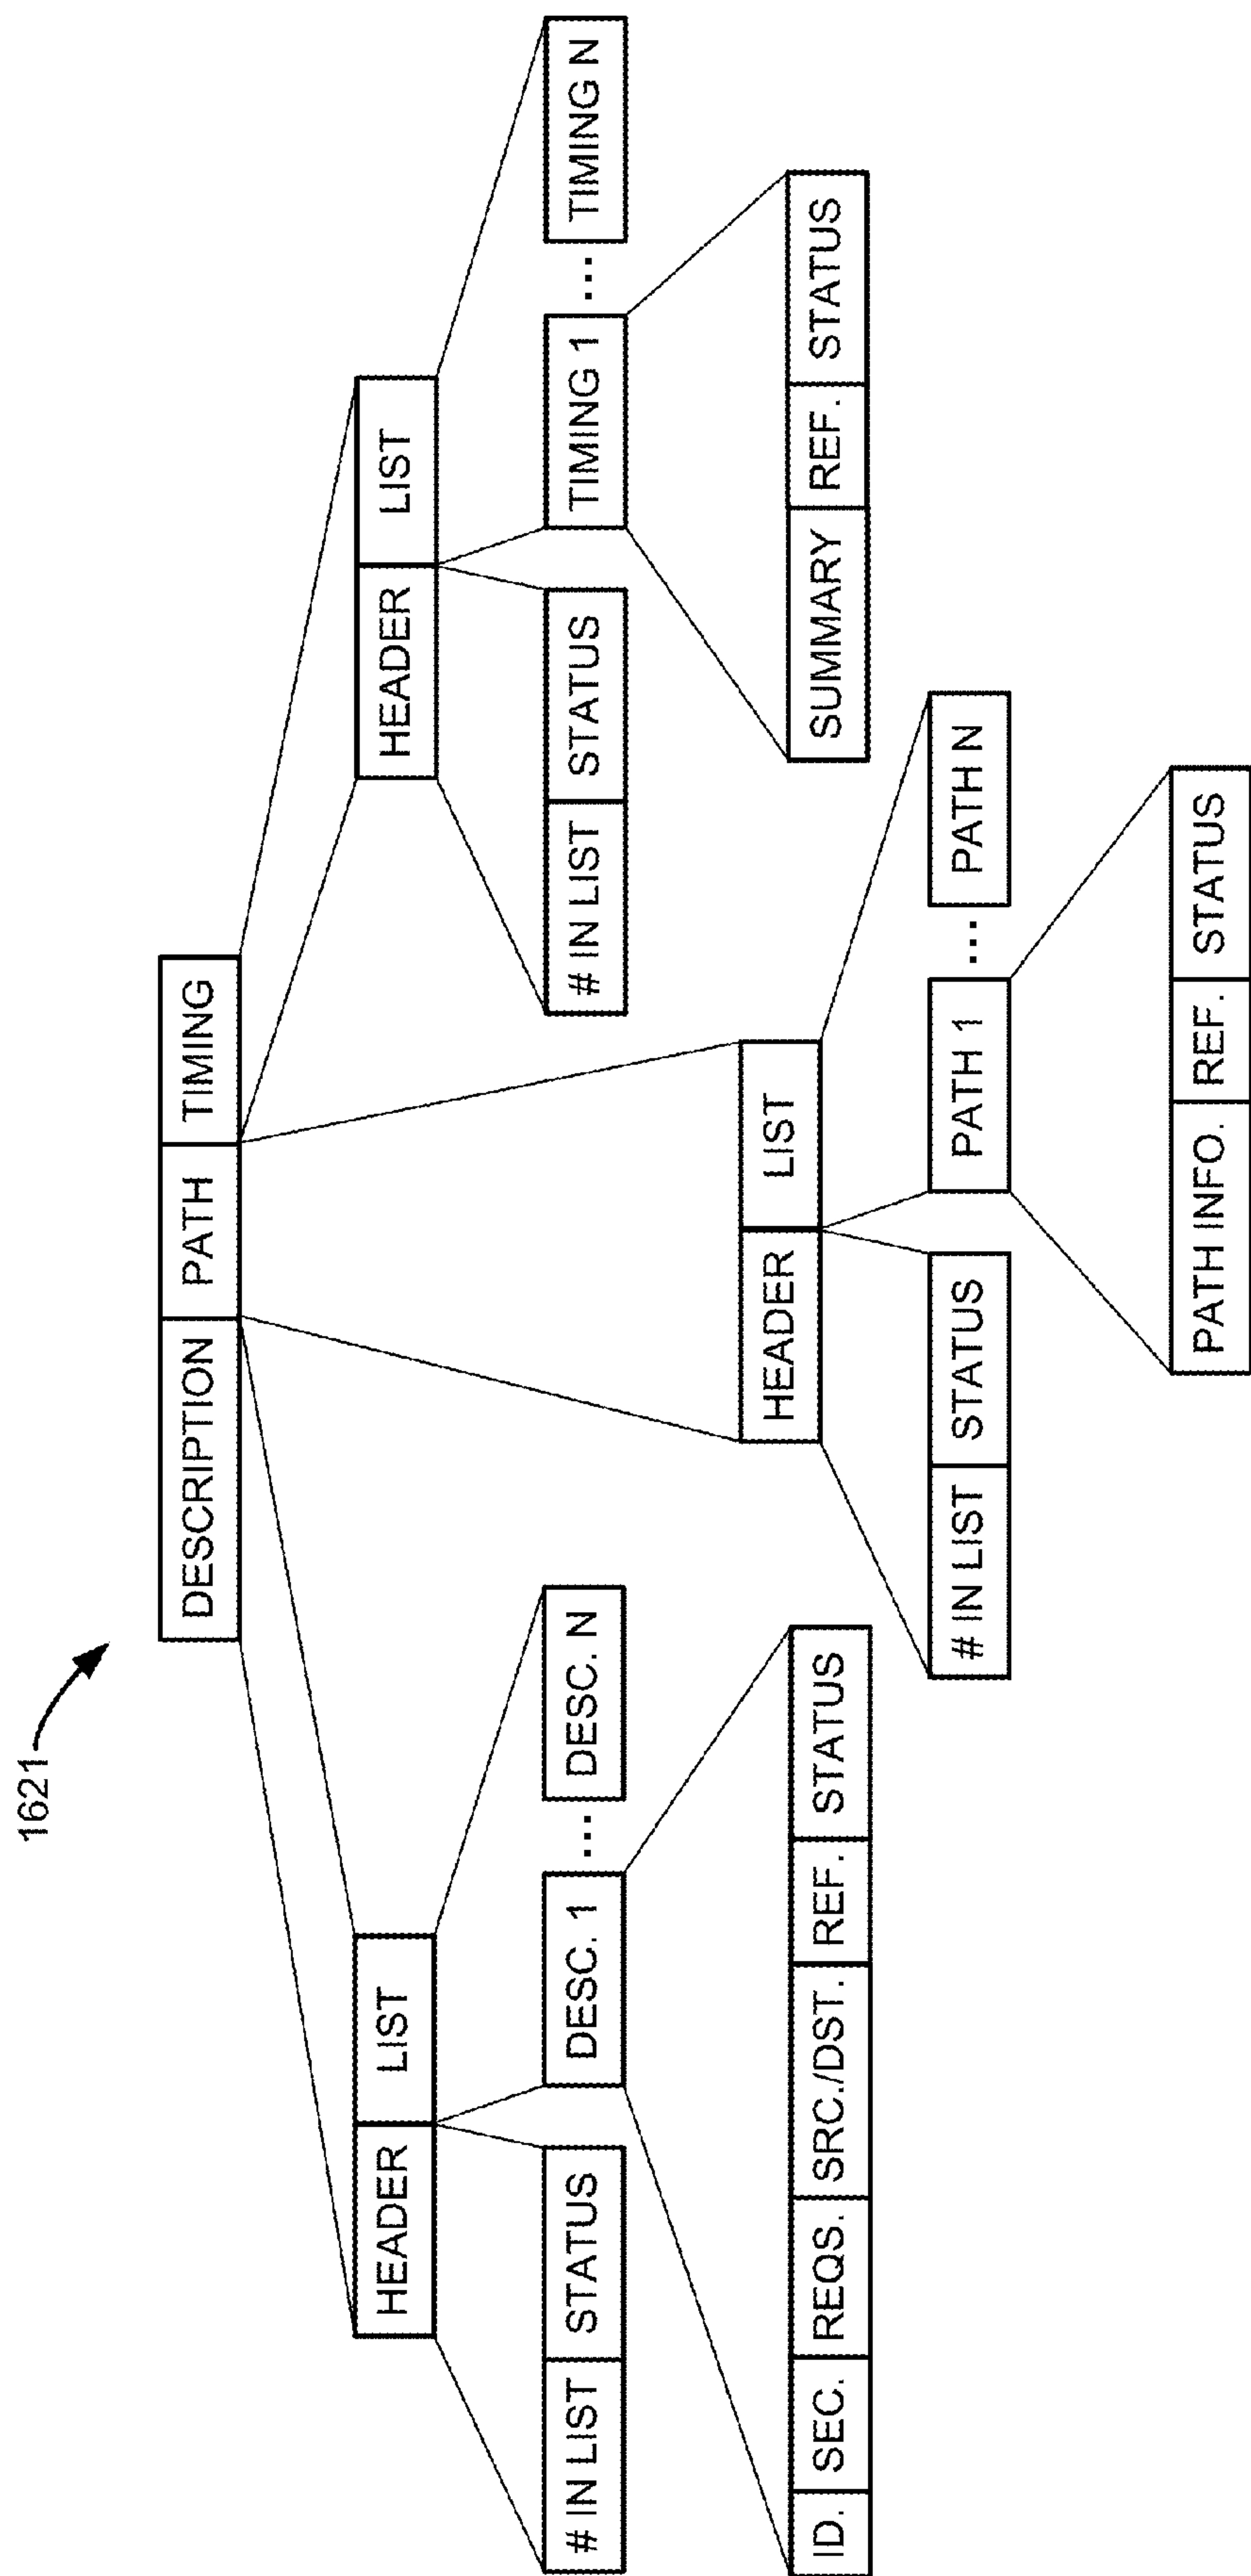 1621
DESCRIPTION PATH TIMING
HEADER LIST
HEADER LIST
# IN LIST STATUS DESC. 1 ... DESC. N
# IN LIST STATUS TIMING 1 ... TIMING N
HEADER LIST
ID. SEC. REQS. SRC./DST. REF. STATUS
SUMMARY REF. STATUS
# IN LIST STATUS PATH 1 ... PATH N
PATH INFO. REF. STATUS